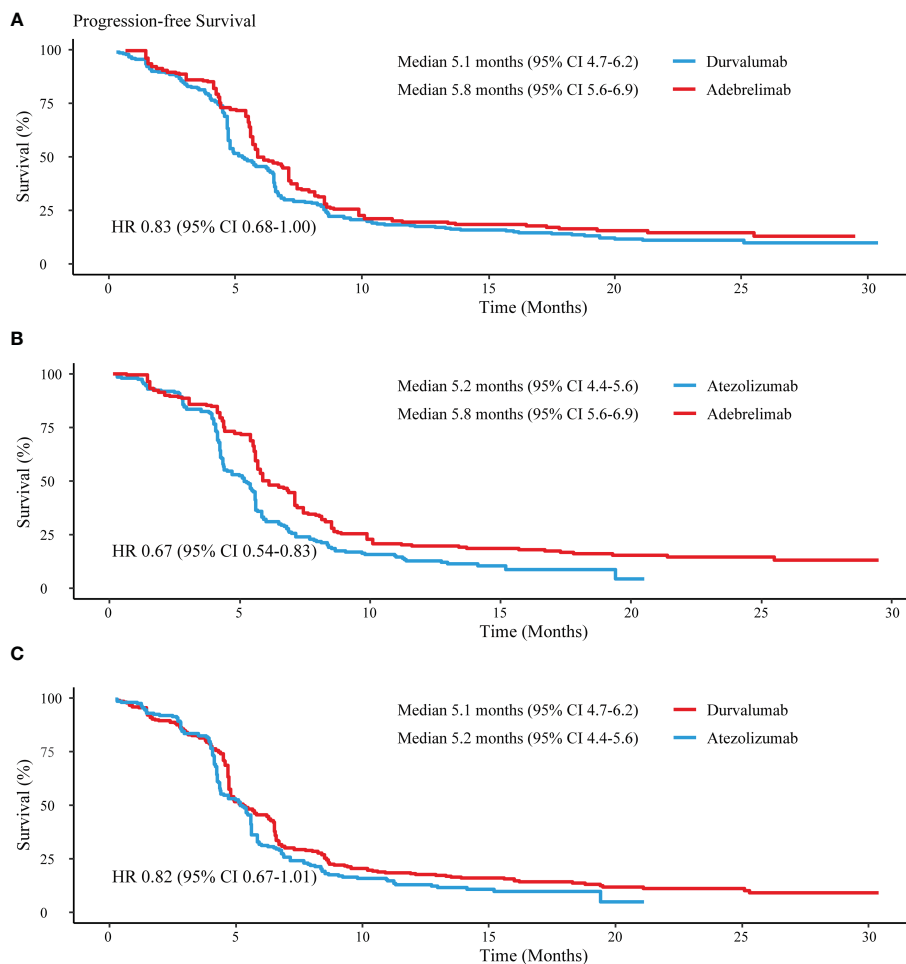 A
Progression-free Survival
Survival (%)
100
75
50
25
0
Median 5.1 months (95% CI 4.7-6.2) Durvalumab
Median 5.8 months (95% CI 5.6-6.9) Adebrelimab
HR 0.83 (95% CI 0.68-1.00)
0 5 10 15 20 25 30
Time (Months)
B
Survival (%)
100
75
50
25
0
Median 5.2 months (95% CI 4.4-5.6) Atezolizumab
Median 5.8 months (95% CI 5.6-6.9) Adebrelimab
HR 0.67 (95% CI 0.54-0.83)
0 5 10 15 20 25 30
Time (Months)
C
Survival (%)
100
75
50
25
0
Median 5.1 months (95% CI 4.7-6.2) Durvalumab
Median 5.2 months (95% CI 4.4-5.6) Atezolizumab
HR 0.82 (95% CI 0.67-1.01)
0 5 10 15 20 25 30
Time (Months)